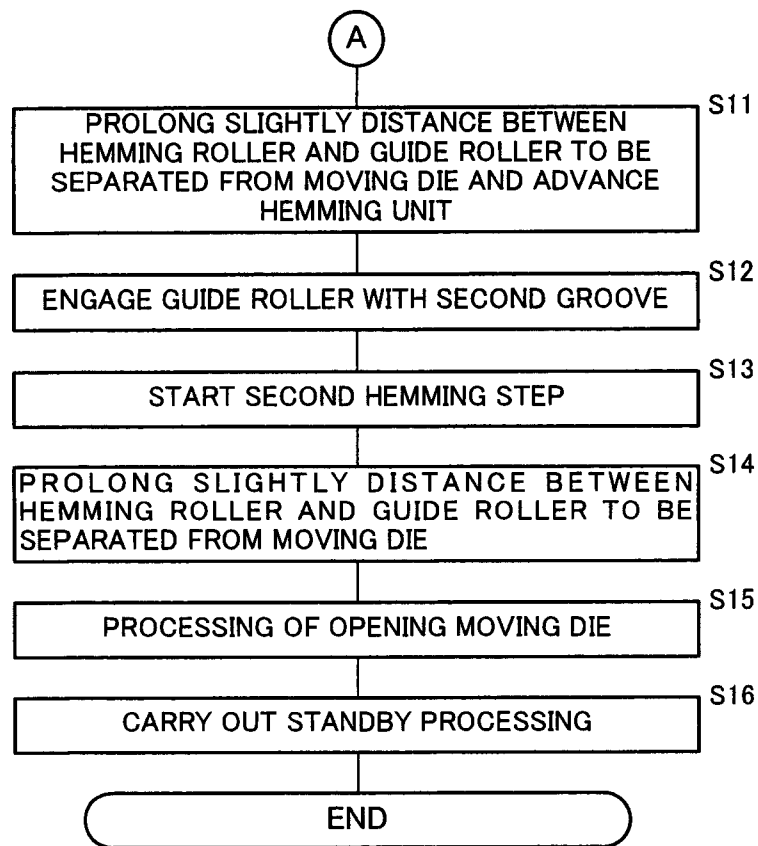 A
S11
PROLONG SLIGHTLY DISTANCE BETWEEN
HEMMING ROLLER AND GUIDE ROLLER TO BE
SEPARATED FROM MOVING DIE AND ADVANCE
HEMMING UNIT
S12
ENGAGE GUIDE ROLLER WITH SECOND GROOVE
S13
START SECOND HEMMING STEP
S14
PROLONG SLIGHTLY DISTANCE BETWEEN
HEMMING ROLLER AND GUIDE ROLLER TO BE
SEPARATED FROM MOVING DIE
S15
PROCESSING OF OPENING MOVING DIE
S16
CARRY OUT STANDBY PROCESSING
END